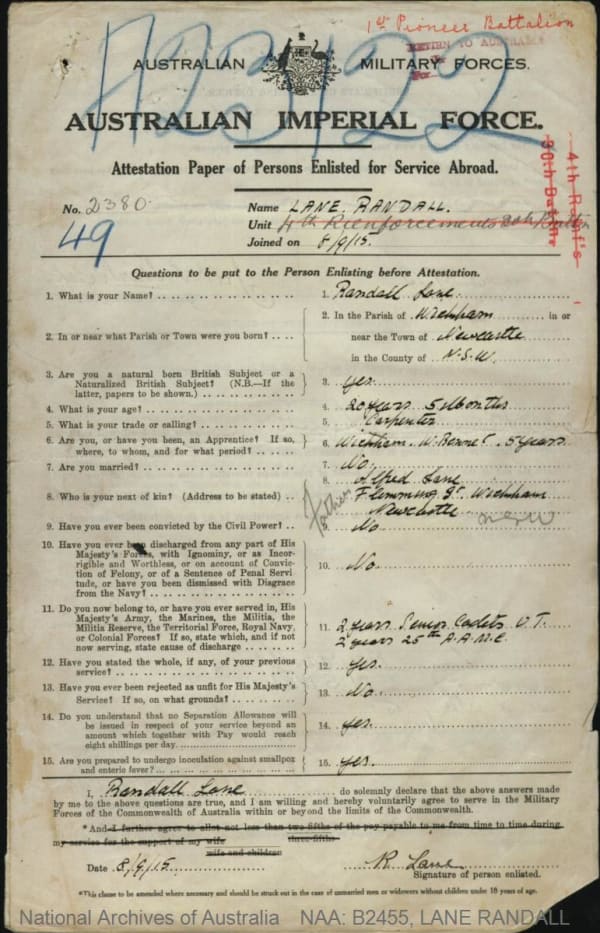 1st Pioneer Battalion
RETURN TO AUSTRALIA
AUSTRALIAN MILITARY FORCES.
AUSTRALIAN IMPERIAL FORCE.
Attestation Paper of Persons Enlisted for Service Abroad.
4th Reinf's
30th Battn
No. 2380
49
Name LANE. RANDALL.
Unit 4th Reinforcements 30th Battn
Joined on 8/9/15.
Questions to be put to the Person Enlisting before Attestation.
1. What is your Name? 1. Randall Lane
2. In or near what Parish or Town were you born? 2. In the Parish of Wickham in or
near the Town of Newcastle
in the County of N.S.W.
3. Are you a natural born British Subject or a
Naturalized British Subject? (N.B.—If the
latter, papers to be shown.) 3. yes.
4. What is your age? 4. 20 years 5 Months
5. What is your trade or calling? 5. Carpenter
6. Are you, or have you been, an Apprentice? If so,
where, to whom, and for what period? 6. Wickham. 5 years.
7. Are you married? 7. No.
8. Who is your next of kin? (Address to be stated) 8. Alfred Lane
Father
Flemming St. Wickham
Newcastle
NSW
9. Have you ever been convicted by the Civil Power? 9. No
10. Have you ever been discharged from any part of His
Majesty's Forces, with Ignominy, or as Incor-
rigible and Worthless, or on account of Convic-
tion of Felony, or of a Sentence of Penal Servi-
tude, or have you been dismissed with Disgrace
from the Navy? 10. No.
11. Do you now belong to, or have you ever served in, His
Majesty's Army, the Marines, the Militia, the
Militia Reserve, the Territorial Force, Royal Navy,
or Colonial Forces? If so, state which, and if not
now serving, state cause of discharge 11. 2 years Senior Cadets U.T.
2 years 25th A.A.M.C.
12. Have you stated the whole, if any, of your previous
service? 12. yes.
13. Have you ever been rejected as unfit for His Majesty's
Service? If so, on what grounds? 13. No.
14. Do you understand that no Separation Allowance will
be issued in respect of your service beyond an
amount which together with Pay would reach
eight shillings per day 14. yes.
15. Are you prepared to undergo inoculation against smallpox
and enteric fever? 15. yes.
I, Randall Lane do solemnly declare that the above answers made
by me to the above questions are true, and I am willing and hereby voluntarily agree to serve in the Military
Forces of the Commonwealth of Australia within or beyond the limits of the Commonwealth.
*And I further agree to allot not less than two-fifths of the pay payable to me from time to time during
three-fifths
my service for the support of my wife
wife and children
Date 8/9/15. R. Lane
Signature of person enlisted.
*This clause to be amended where necessary and should be struck out in the case of unmarried men or widowers without children under 18 years of age.
National Archives of Australia NAA: B2455, LANE RANDALL